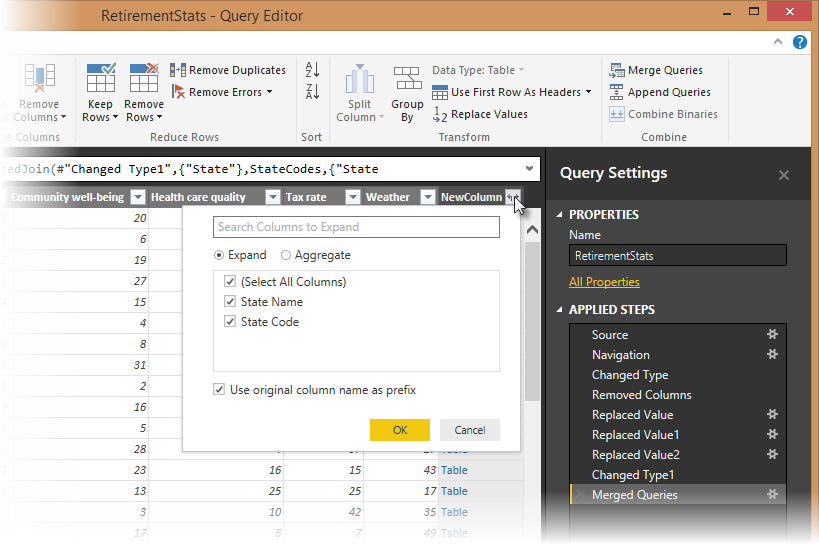 RetirementStats - Query Editor
Remove Columns
Keep Rows
Remove Rows
Remove Duplicates
Remove Errors
Split Column
Group By
Data Type: Table
Use First Row As Headers
Replace Values
Merge Queries
Append Queries
Combine Binaries
Columns
Reduce Rows
Sort
Transform
Combine
edJoin(#"Changed Type1",{"State"},StateCodes,{"State
Community well-being
Health care quality
Tax rate
Weather
NewColumn
20
6
19
27
15
4
8
31
2
16
5
28
23 16 15 43 Table
13 25 25 17 Table
3 10 42 35 Table
17 6 7 49 Table
Search Columns to Expand
Expand
Aggregate
(Select All Columns)
State Name
State Code
Use original column name as prefix
OK
Cancel
Query Settings
PROPERTIES
Name
RetirementStats
All Properties
APPLIED STEPS
Source
Navigation
Changed Type
Removed Columns
Replaced Value
Replaced Value1
Replaced Value2
Changed Type1
Merged Queries